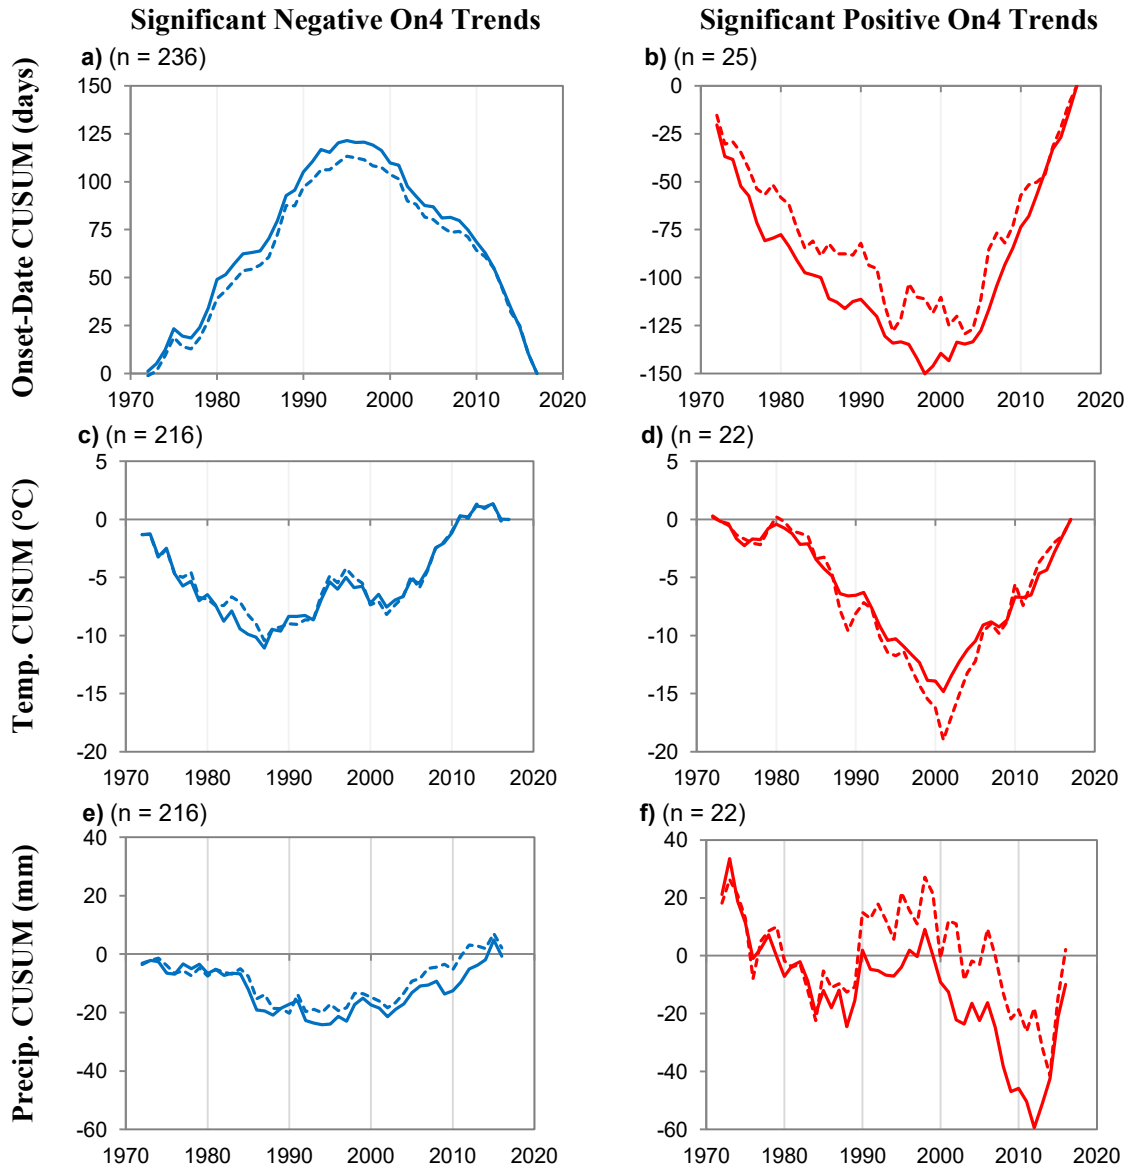 Significant Negative On4 Trends
Significant Positive On4 Trends
Onset-Date CUSUM (days)
a) (n = 236)
150
125
100
75
50
25
0
1970 1980 1990 2000 2010 2020
b) (n = 25)
0
-25
-50
-75
-100
-125
-150
1970 1980 1990 2000 2010 2020
Temp. CUSUM (°C)
c) (n = 216)
5
0
-5
-10
-15
-20
1970 1980 1990 2000 2010 2020
d) (n = 22)
5
0
-5
-10
-15
-20
1970 1980 1990 2000 2010 2020
Precip. CUSUM (mm)
e) (n = 216)
40
20
0
-20
-40
-60
1970 1980 1990 2000 2010 2020
f) (n = 22)
40
20
0
-20
-40
-60
1970 1980 1990 2000 2010 2020